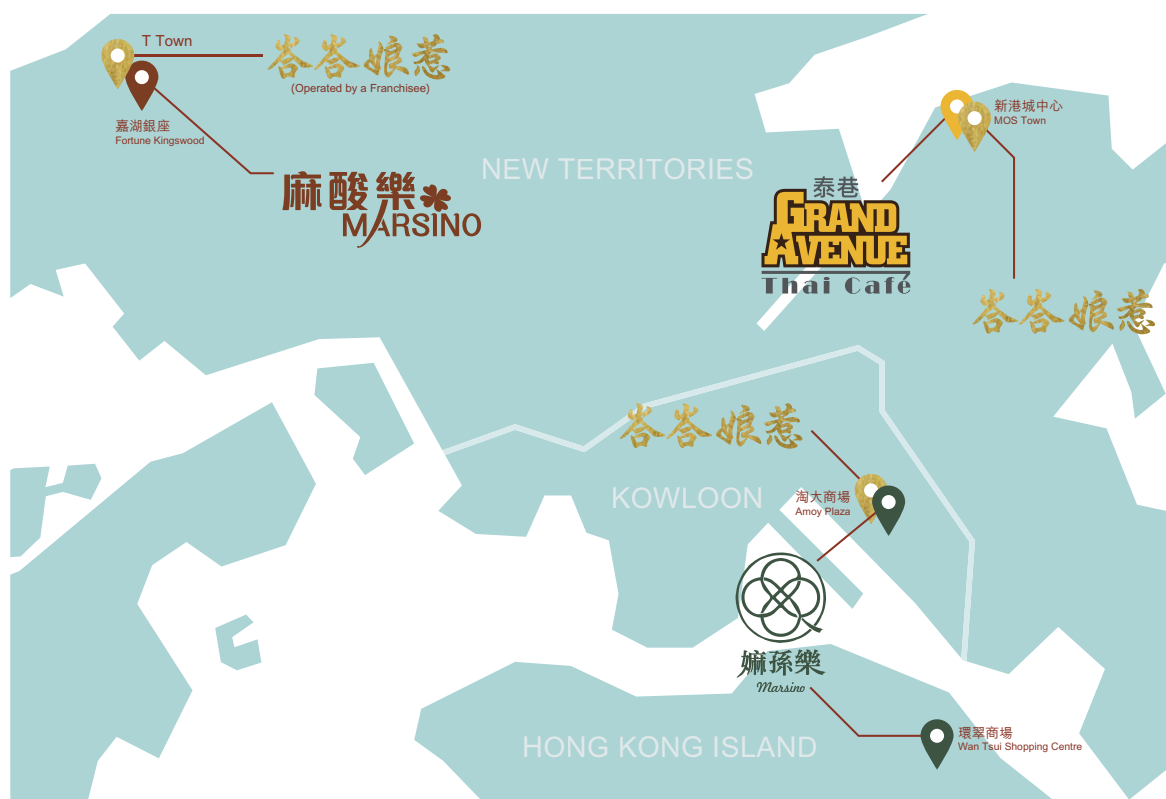 T Town
峇峇娘惹
(Operated by a Franchisee)
嘉湖銀座
Fortune Kingswood
麻酸樂
MARSINO
NEW TERRITORIES
新港城中心
MOS Town
泰巷
GRAND
AVENUE
Thai Café
峇峇娘惹
峇峇娘惹
KOWLOON
淘大商場
Amoy Plaza
嫲孫樂
Marsino
HONG KONG ISLAND
環翠商場
Wan Tsui Shopping Centre